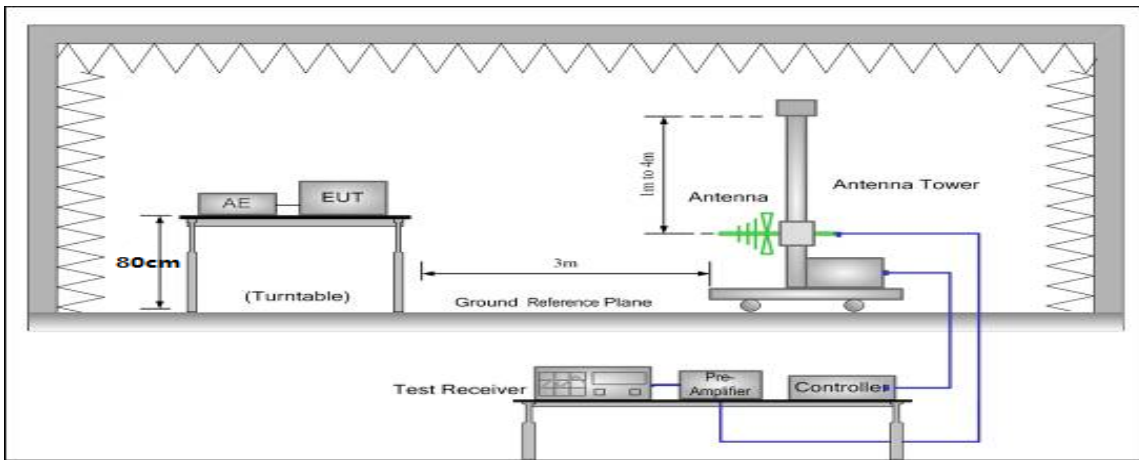 1m to 4m
Antenna
Antenna Tower
AE
EUT
80cm
3m
(Turntable)
Ground Reference Plane
Test Receiver
Pre-
Amplifier
Controller